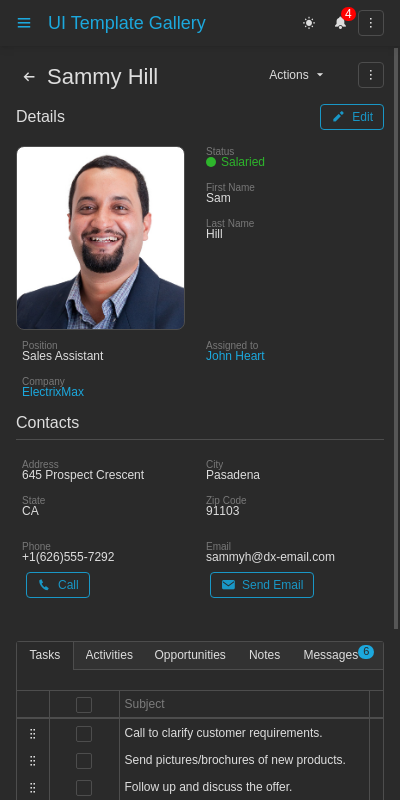 UI Template Gallery
4
Sammy Hill
Actions
Details
Edit
Status
Salaried
First Name
Sam
Last Name
Hill
Position
Sales Assistant
Assigned to
John Heart
Company
ElectrixMax
Contacts
Address
645 Prospect Crescent
City
Pasadena
State
CA
Zip Code
91103
Phone
+1(626)555-7292
Email
sammyh@dx-email.com
Call
Send Email
Tasks Activities Opportunities Notes Messages 6
Subject
Call to clarify customer requirements.
Send pictures/brochures of new products.
Follow up and discuss the offer.